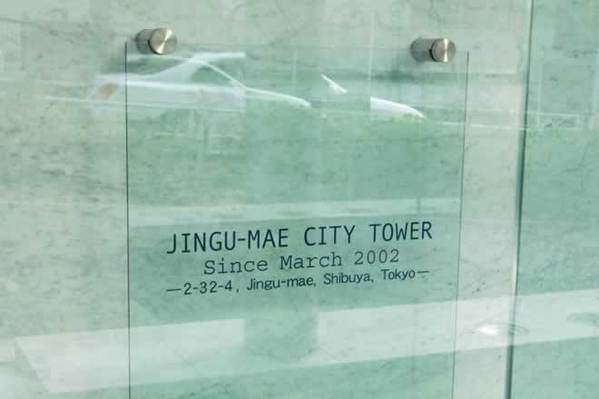 JINGU-MAE CITY TOWER
Since March 2002
—2-32-4, Jingu-mae, Shibuya, Tokyo—